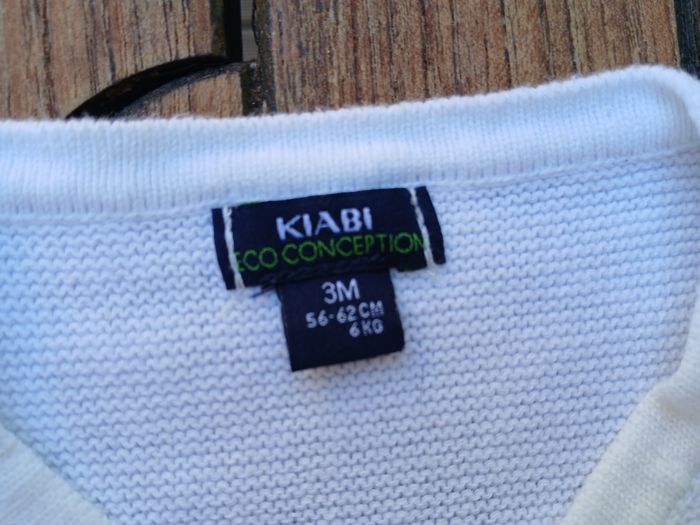 KIABI
ECO CONCEPTION
3M
56-62CM
6KG